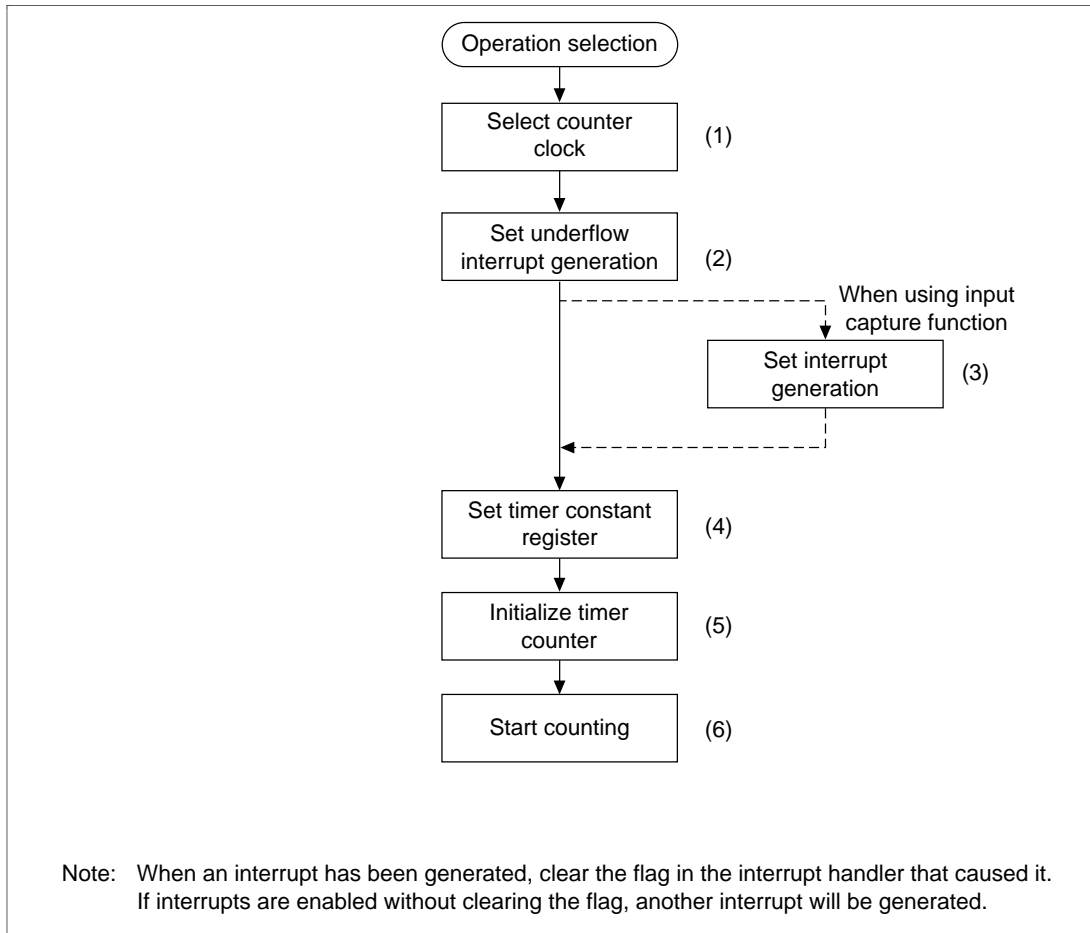 Operation selection
Select counter
clock
(1)
Set underflow
interrupt generation
(2)
When using input
capture function
Set interrupt
generation
(3)
Set timer constant
register
(4)
Initialize timer
counter
(5)
Start counting
(6)
Note: When an interrupt has been generated, clear the flag in the interrupt handler that caused it.
If interrupts are enabled without clearing the flag, another interrupt will be generated.